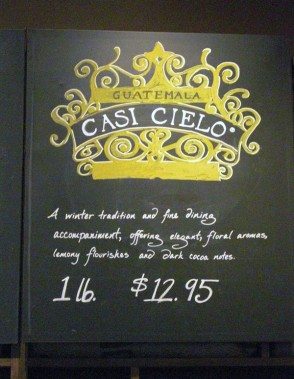 GUATEMALA
CASI CIELO®
A winter tradition and fine dining
accompaniment, offering elegant, floral aromas,
lemony flourishes and dark cocoa notes.
1 lb. $12.95